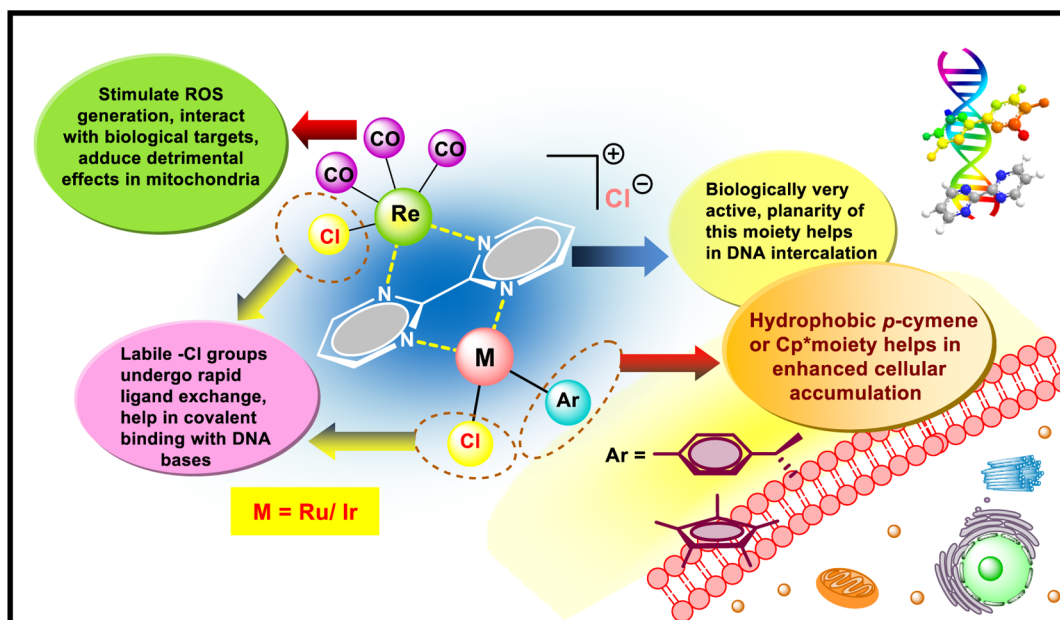 Stimulate ROS
generation, interact
with biological targets,
adduce detrimental
effects in mitochondria
CO
CO
CO
Re
Cl
N
N
N
N
M
Ar
Cl
+
Cl −
Biologically very
active, planarity of
this moiety helps
in DNA intercalation
Hydrophobic p-cymene
or Cp*moiety helps in
enhanced cellular
accumulation
Labile -Cl groups
undergo rapid
ligand exchange,
help in covalent
binding with DNA
bases
Ar =
M = Ru/ Ir